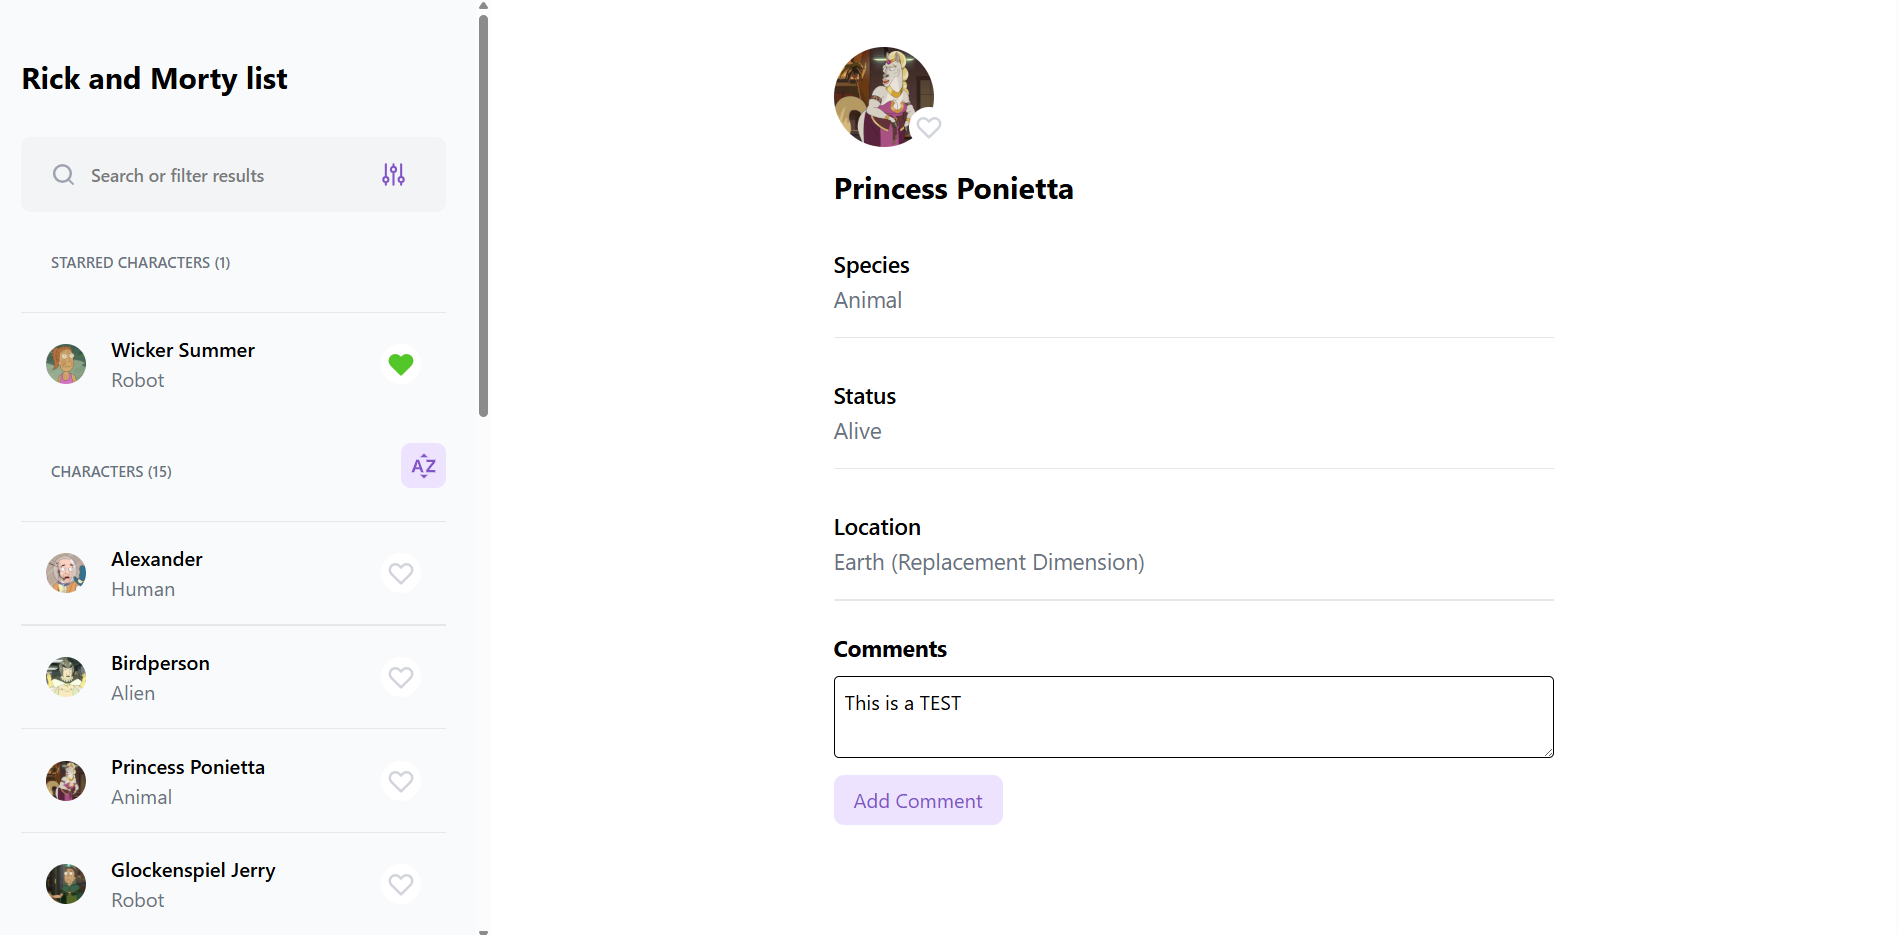 Rick and Morty list
Search or filter results
STARRED CHARACTERS (1)
Wicker Summer
Robot
CHARACTERS (15)
AZ
Alexander
Human
Birdperson
Alien
Princess Ponietta
Animal
Glockenspiel Jerry
Robot
Princess Ponietta
Species
Animal
Status
Alive
Location
Earth (Replacement Dimension)
Comments
This is a TEST
Add Comment